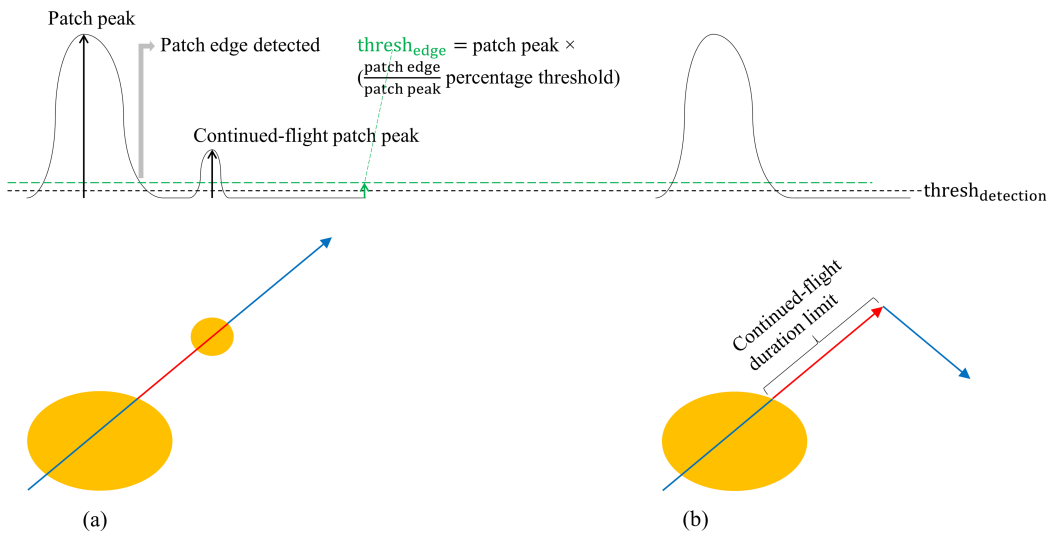 Patch peak
Patch edge detected
thresh_edge = patch peak ×
(patch edge/patch peak percentage threshold)
Continued-flight patch peak
thresh_detection
Continued-flight
duration limit
(a)
(b)